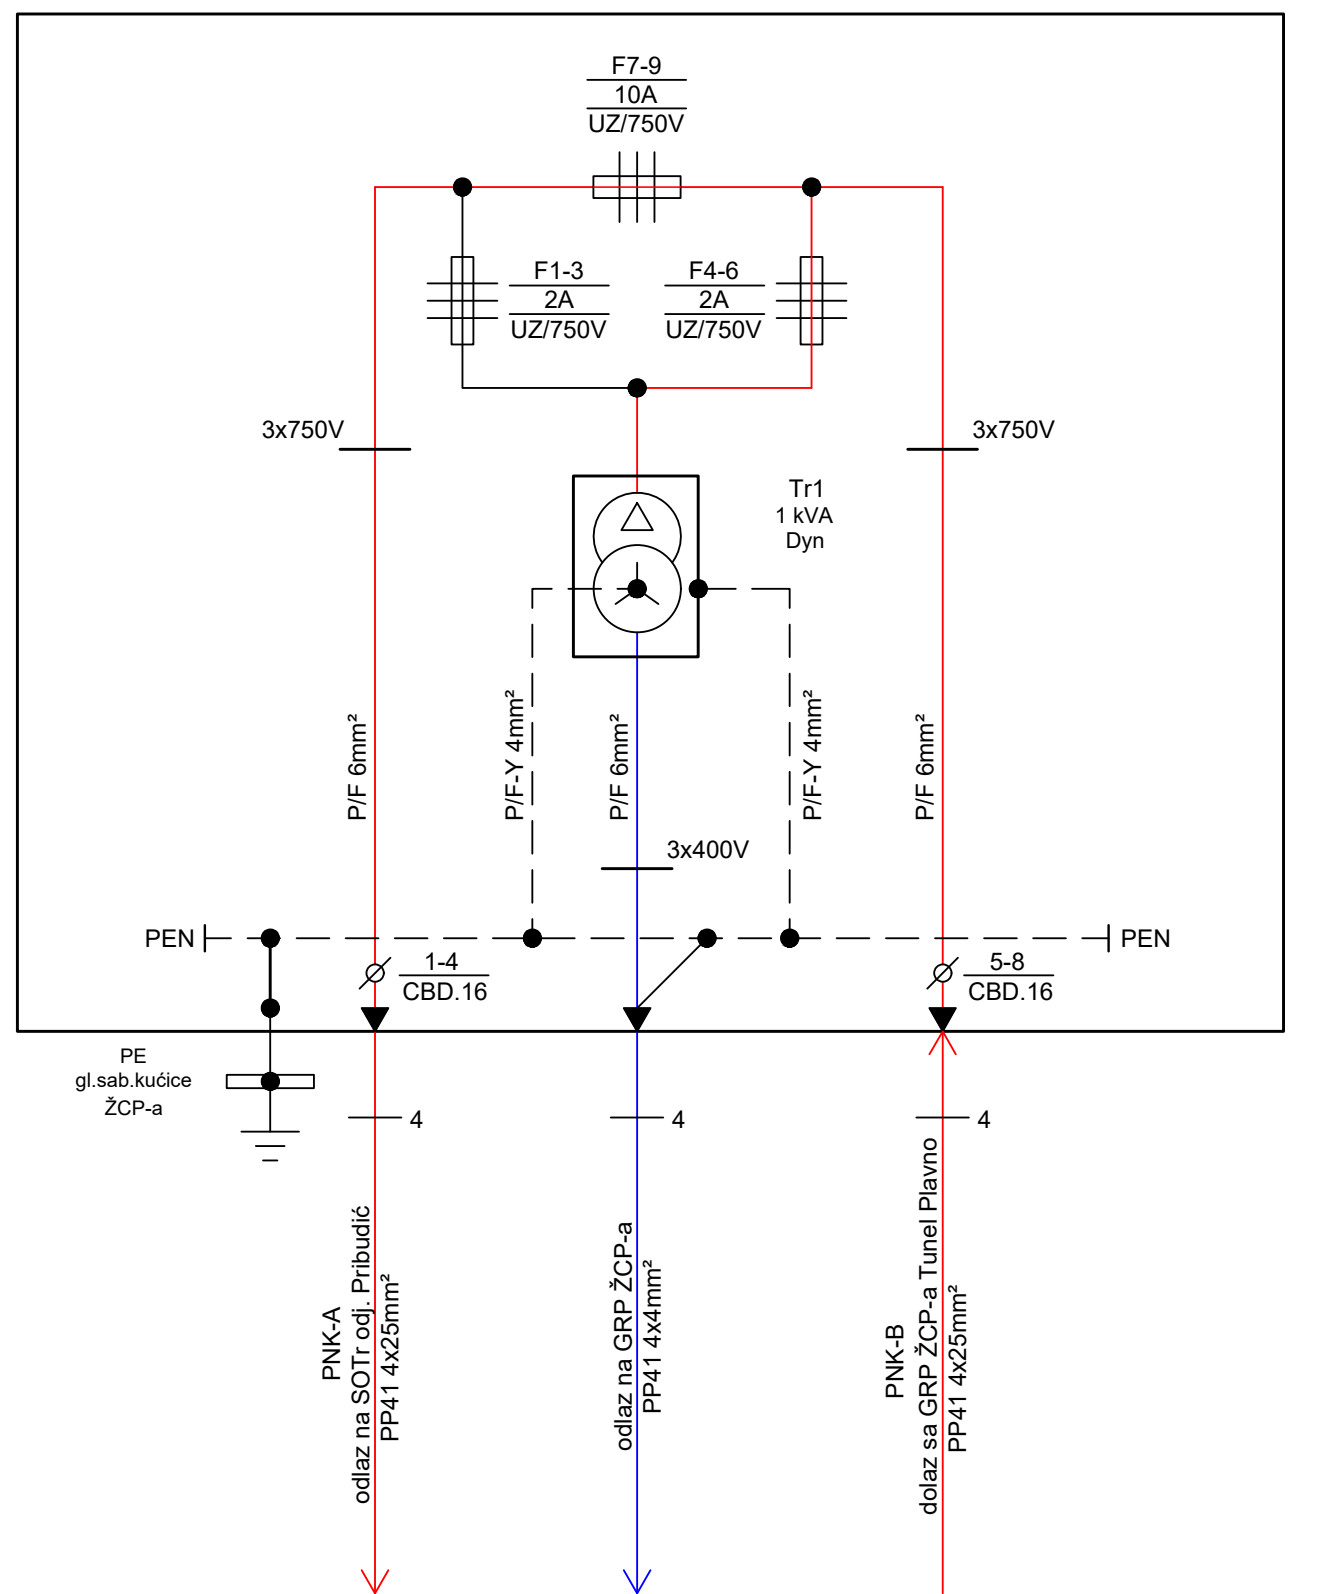 F7-9
10A
UZ/750V
F1-3
2A
UZ/750V
F4-6
2A
UZ/750V
3x750V
3x750V
Tr1
1 kVA
Dyn
P/F 6mm²
P/F-Y 4mm²
P/F 6mm²
P/F-Y 4mm²
P/F 6mm²
3x400V
PEN
PEN
1-4
CBD.16
5-8
CBD.16
PE
gl.sab.kućice
ŽCP-a
4
4
4
PNK-A
odlaz na SOTr odj. Pribudić
PP41 4x25mm²
odlaz na GRP ŽCP-a
PP41 4x4mm²
PNK-B
dolaz sa GRP ŽCP-a Tunel Plavno
PP41 4x25mm²